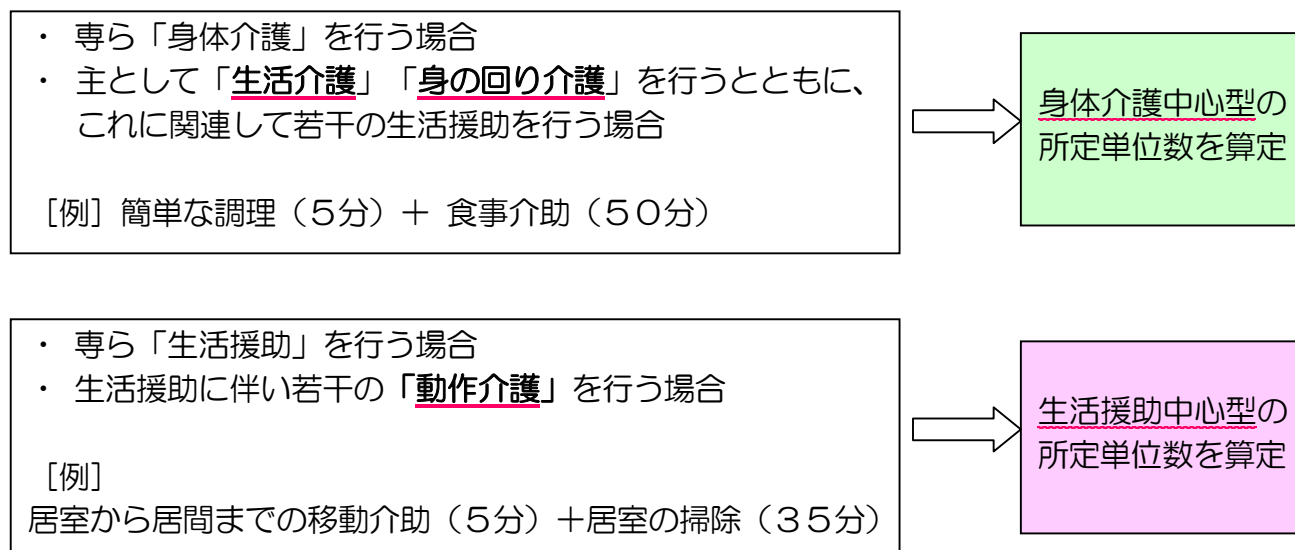 ・ 専ら「身体介護」を行う場合
・ 主として「生活介護」「身の回り介護」を行うとともに、
これに関連して若干の生活援助を行う場合
［例］簡単な調理（5分）＋ 食事介助（５０分）
身体介護中心型の
所定単位数を算定
・ 専ら「生活援助」を行う場合
・ 生活援助に伴い若干の「動作介護」を行う場合
［例］
居室から居間までの移動介助（5分）＋居室の掃除（３５分）
生活援助中心型の
所定単位数を算定